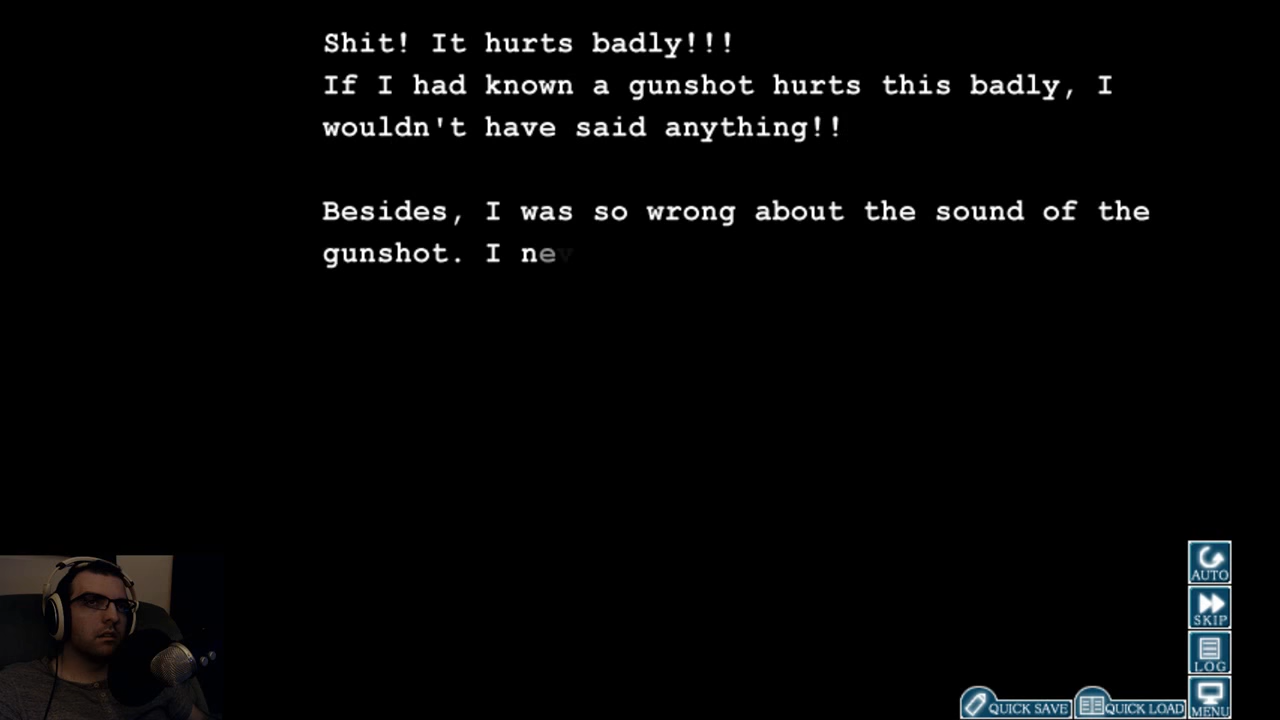 Shit! It hurts badly!!!
If I had known a gunshot hurts this badly, I
wouldn't have said anything!!
Besides, I was so wrong about the sound of the
gunshot. I nev
AUTO
SKIP
LOG
QUICK SAVE
QUICK LOAD
MENU